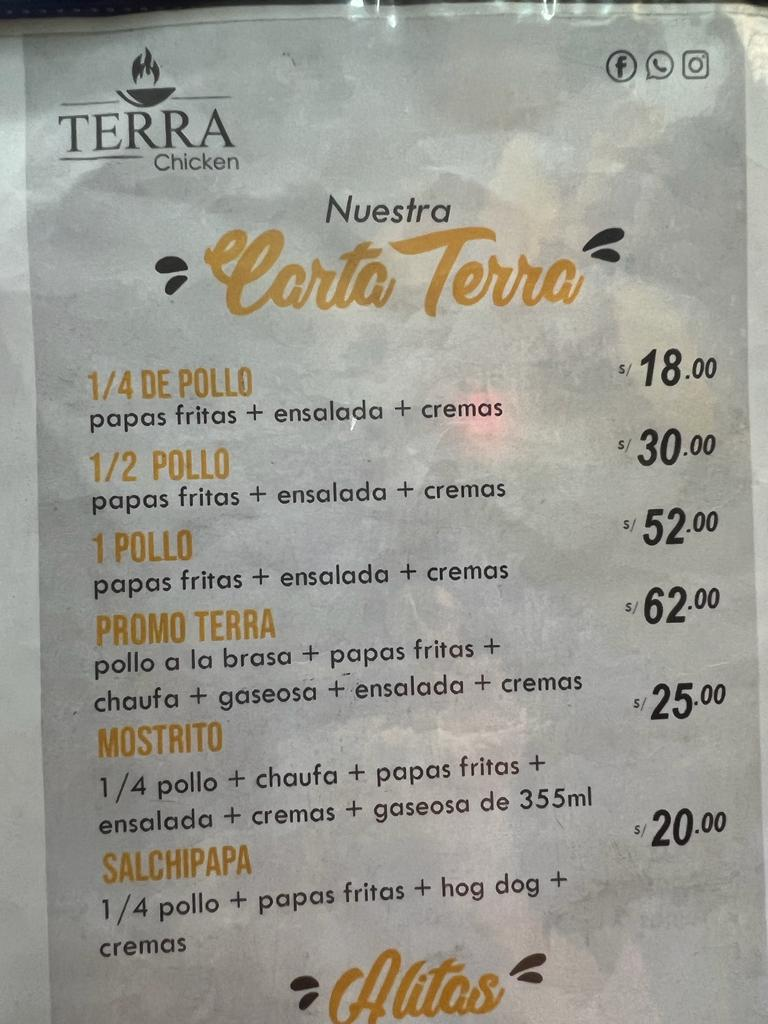 TERRA
Chicken
Nuestra
Carta Terra
1/4 DE POLLO
s/ 18.00
papas fritas + ensalada + cremas
1/2 POLLO
s/ 30.00
papas fritas + ensalada + cremas
1 POLLO
s/ 52.00
papas fritas + ensalada + cremas
PROMO TERRA
s/ 62.00
pollo a la brasa + papas fritas +
chaufa + gaseosa + ensalada + cremas
MOSTRITO
s/ 25.00
1/4 pollo + chaufa + papas fritas +
ensalada + cremas + gaseosa de 355ml
SALCHIPAPA
s/ 20.00
1/4 pollo + papas fritas + hog dog +
cremas
Alitas